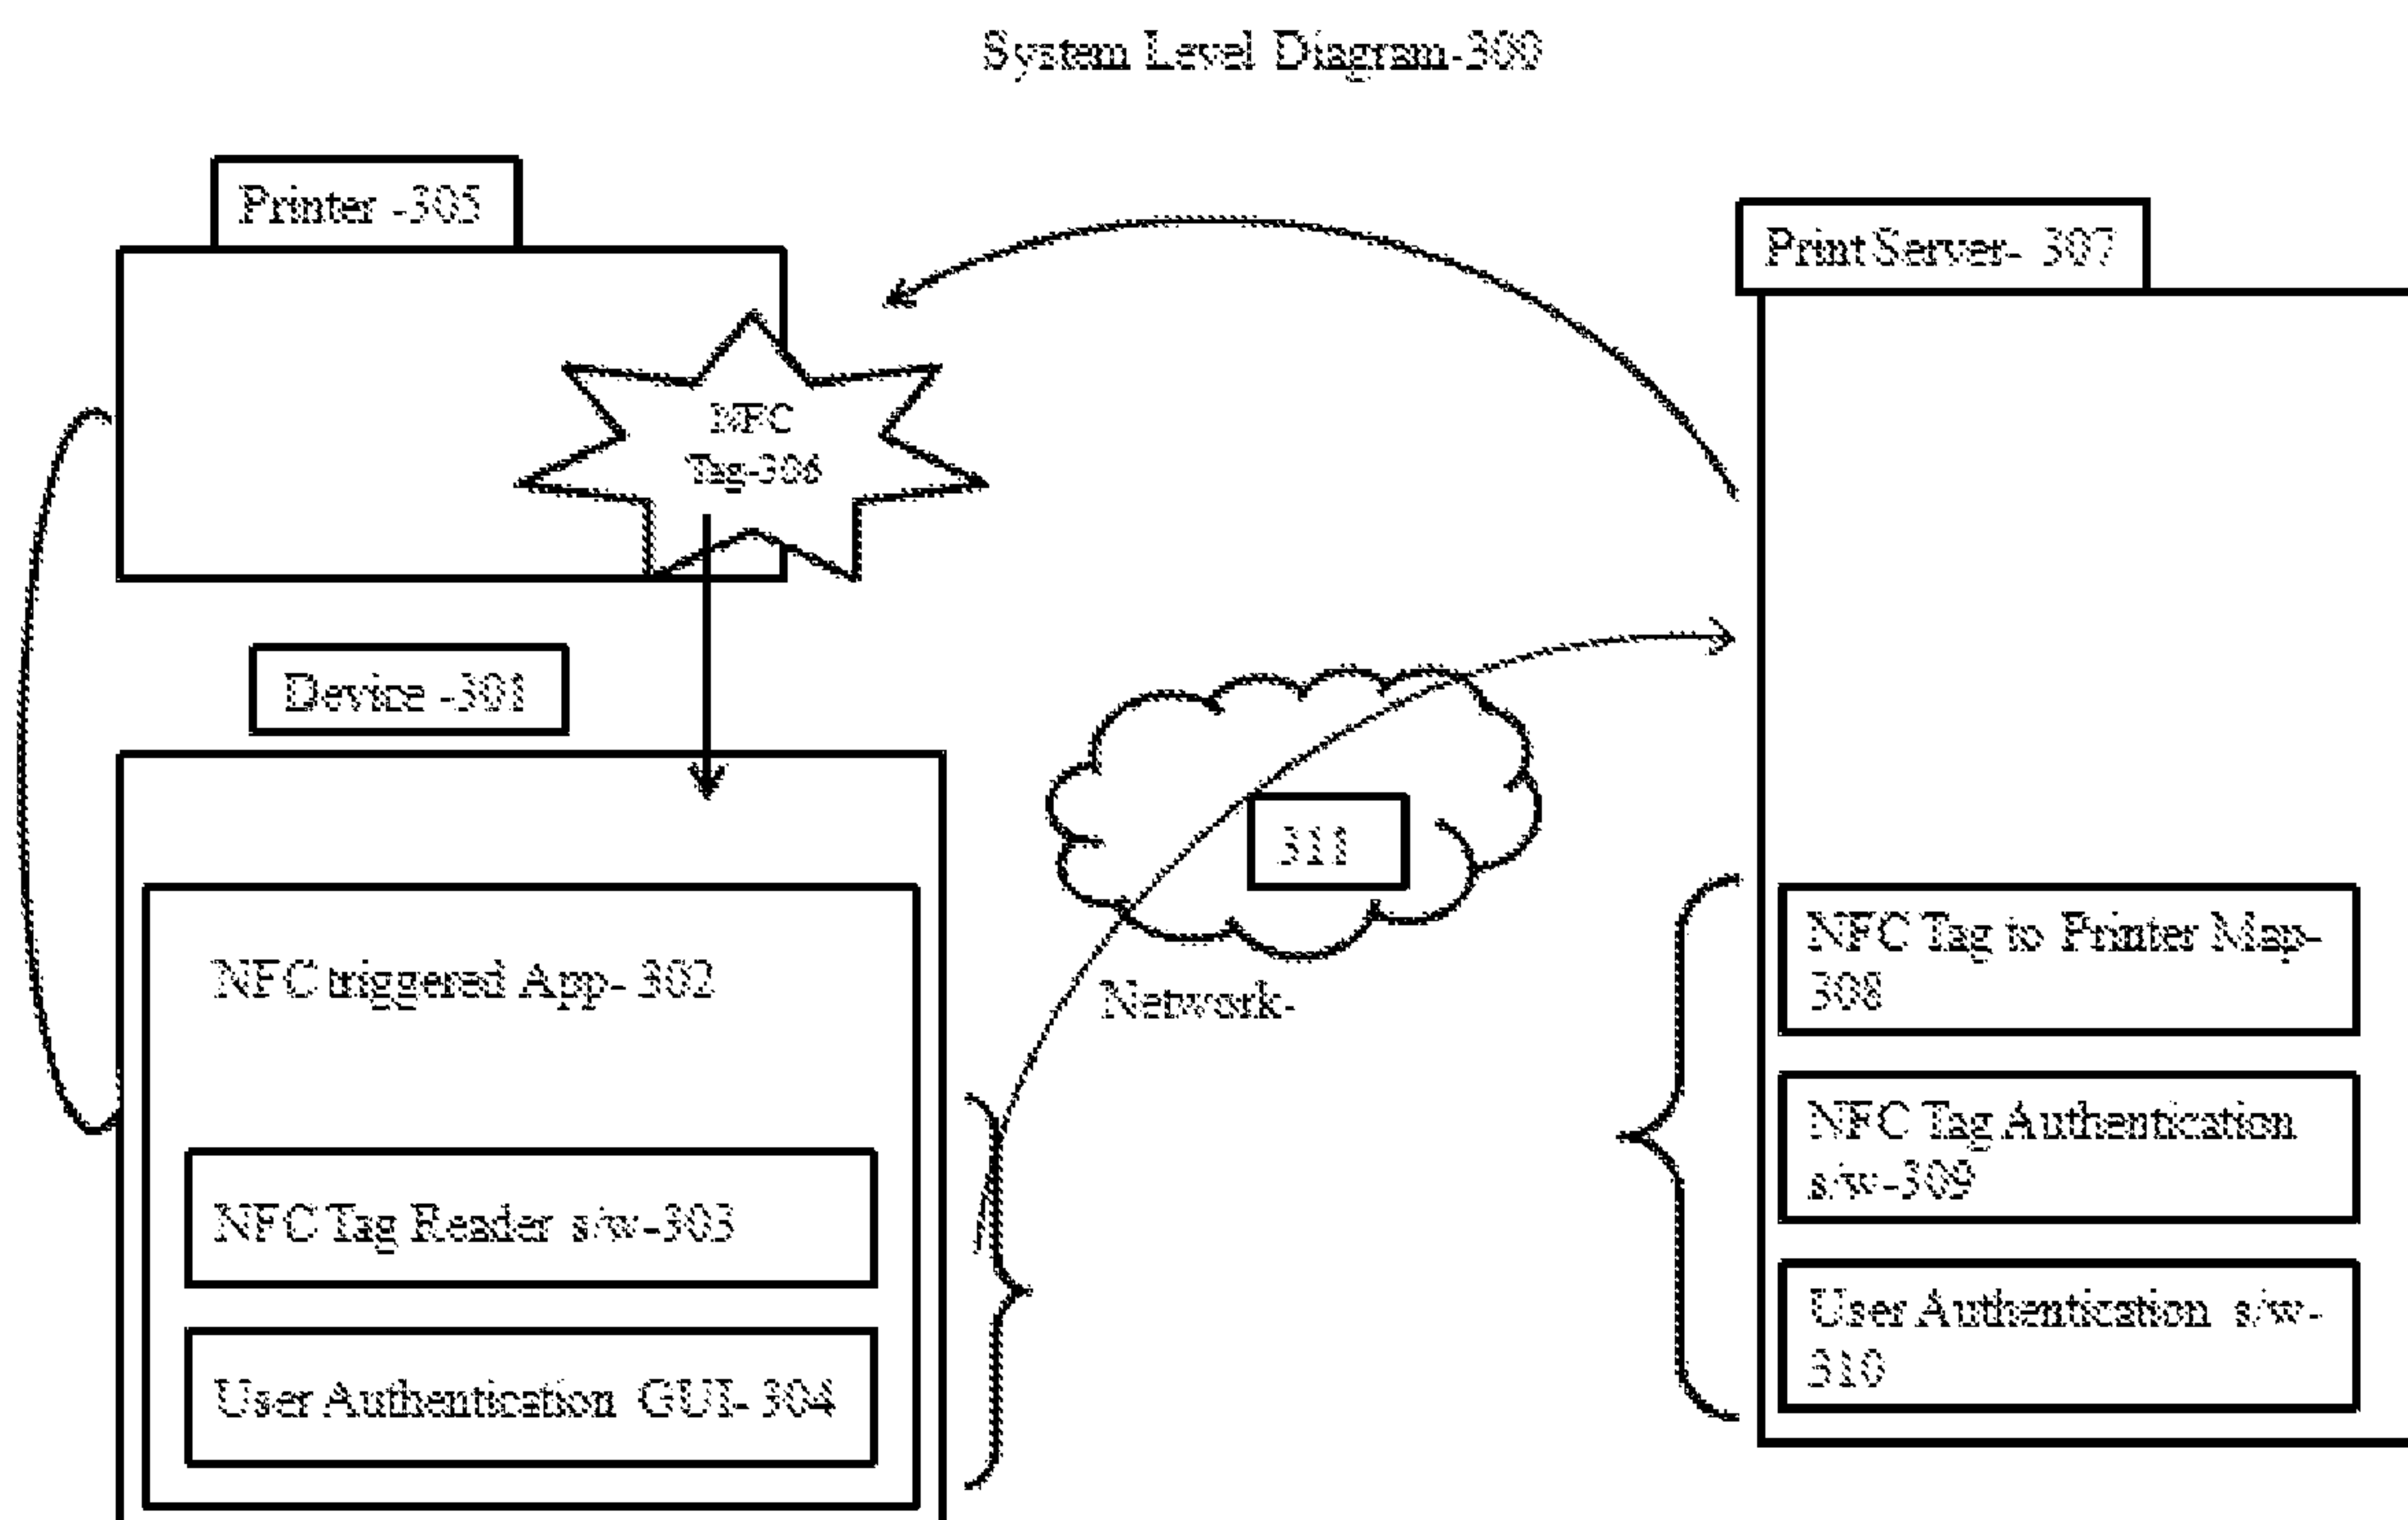 System Level Diagram-300
Printer -305
Print Server- 307
NFC
Tag-306
Device -301
311
Network-
NFC triggered App- 302
NFC Tag Reader s/w-303
User Authentication GUI- 304
NFC Tag to Printer Map-
308
NFC Tag Authentication
s/w-309
User Authentication s/w-
310